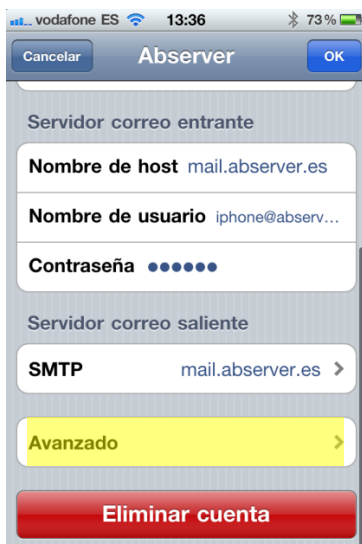 vodafone ES 13:36 73%
Cancelar Abserver OK
Servidor correo entrante
Nombre de host mail.abserver.es
Nombre de usuario iphone@abserv...
Contraseña ●●●●●●
Servidor correo saliente
SMTP mail.abserver.es >
Avanzado >
Eliminar cuenta